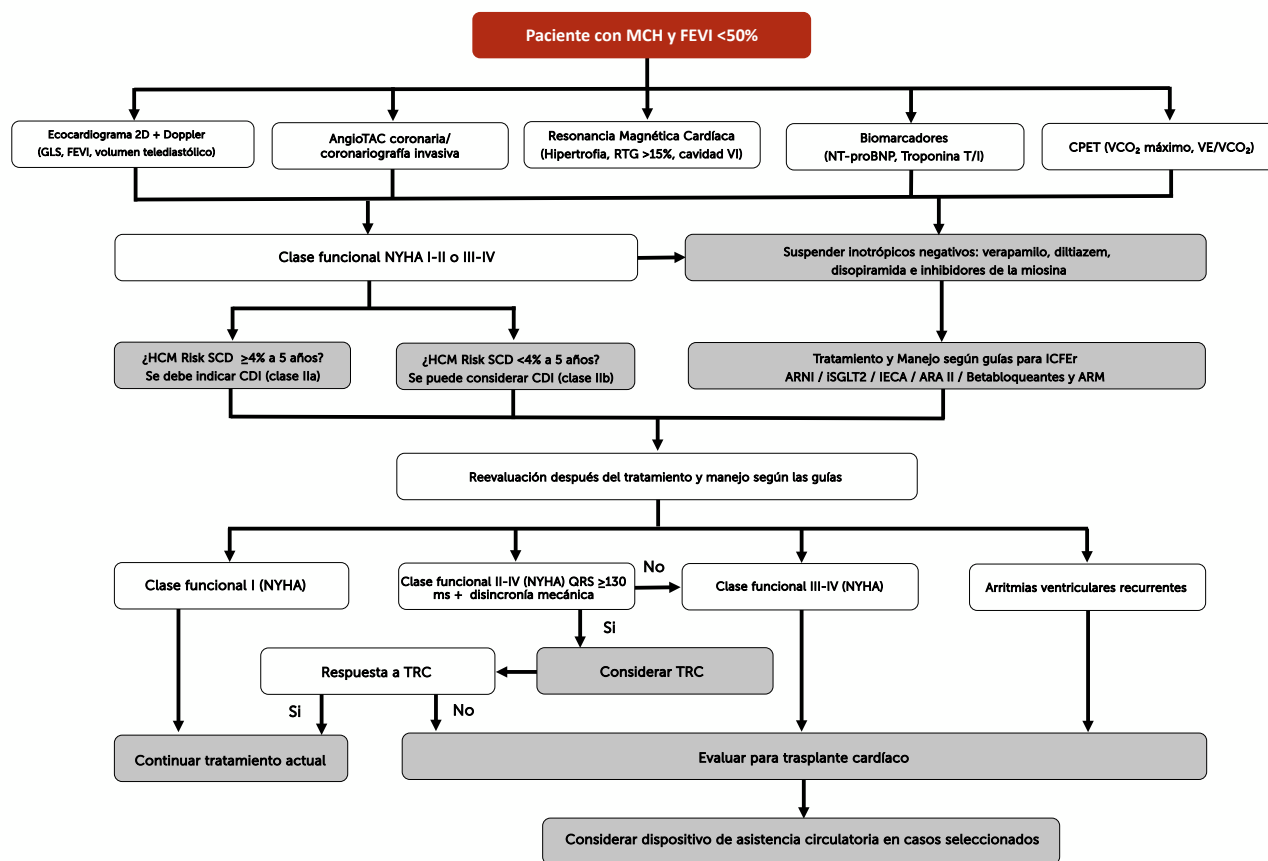 Paciente con MCH y FEVI <50%
Ecocardiograma 2D + Doppler
(GLS, FEVI, volumen telediastólico)
AngioTAC coronaria/
coronariografía invasiva
Resonancia Magnética Cardíaca
(Hipertrofia, RTG >15%, cavidad VI)
Biomarcadores
(NT-proBNP, Troponina T/I)
CPET (VCO₂ máximo, VE/VCO₂)
Clase funcional NYHA I-II o III-IV
Suspender inotrópicos negativos: verapamilo, diltiazem,
disopiramida e inhibidores de la miosina
¿HCM Risk SCD ≥4% a 5 años?
Se debe indicar CDI (clase IIa)
¿HCM Risk SCD <4% a 5 años?
Se puede considerar CDI (clase IIb)
Tratamiento y Manejo según guías para ICFEr
ARNI / iSGLT2 / IECA / ARA II / Betabloqueantes y ARM
Reevaluación después del tratamiento y manejo según las guías
Clase funcional I (NYHA)
Clase funcional II-IV (NYHA) QRS ≥130
ms + disincronía mecánica
No
Clase funcional III-IV (NYHA)
Arritmias ventriculares recurrentes
Si
Respuesta a TRC
Considerar TRC
Si
No
Continuar tratamiento actual
Evaluar para trasplante cardíaco
Considerar dispositivo de asistencia circulatoria en casos seleccionados